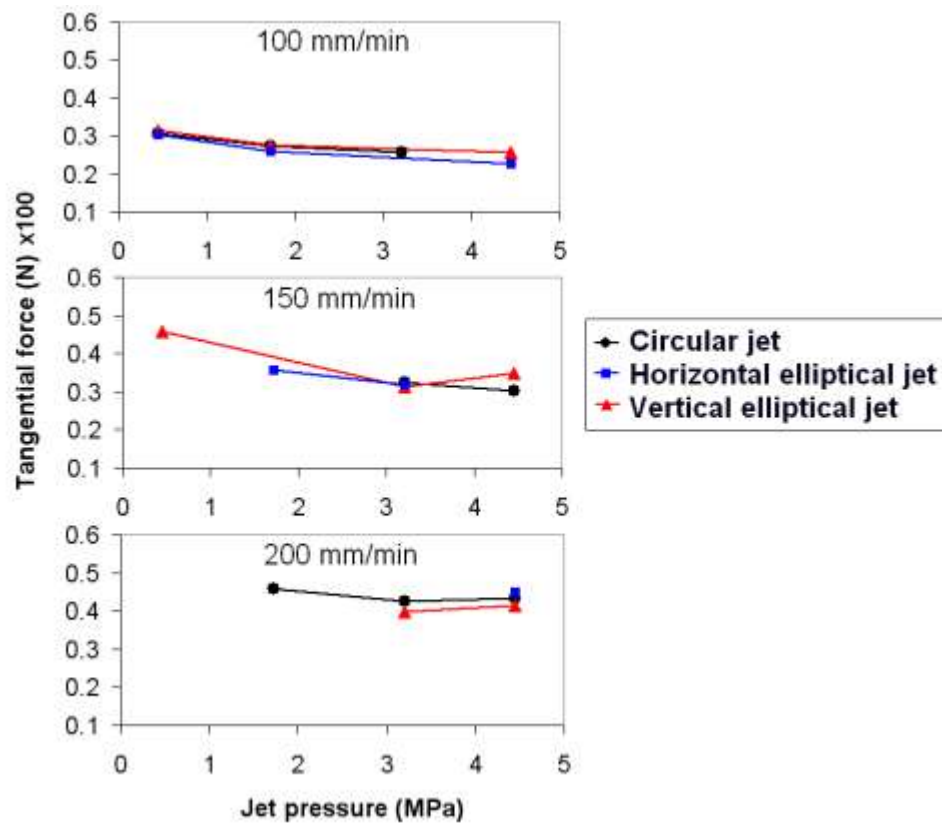 Tangential force (N) x100
0.6
100 mm/min
0.5
0.4
0.3
0.2
0.1
0 1 2 3 4 5
0.6
150 mm/min
0.5
0.4
0.3
0.2
0.1
0 1 2 3 4 5
0.6
200 mm/min
0.5
0.4
0.3
0.2
0.1
0 1 2 3 4 5
Jet pressure (MPa)
Circular jet
Horizontal elliptical jet
Vertical elliptical jet